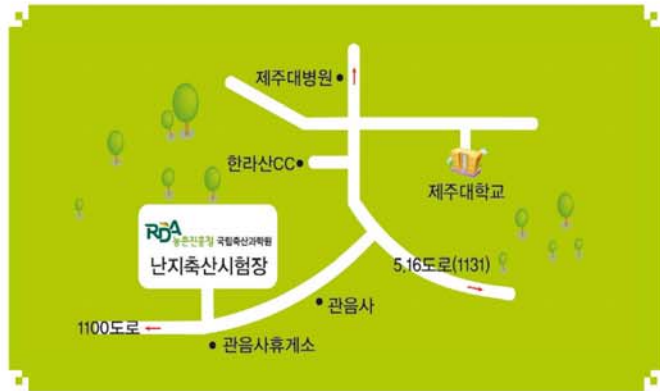 제주대병원
한라산CC
제주대학교
RDA
농촌진흥청 국립축산과학원
난지축산시험장
5.16도로(1131)
관음사
1100도로
관음사휴게소